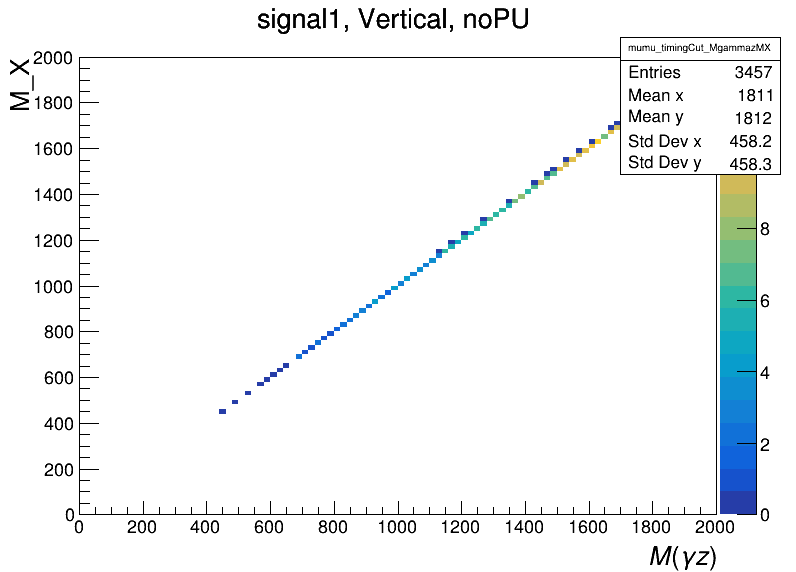 signal1, Vertical, noPU
mumu_timingCut_MgammazMX
Entries 3457
Mean x 1811
Mean y 1812
Std Dev x 458.2
Std Dev y 458.3
M_X
2000
1800
1600
1400
1200
1000
800
600
400
200
0
0 200 400 600 800 1000 1200 1400 1600 1800 2000
M(γz)
8
6
4
2
0